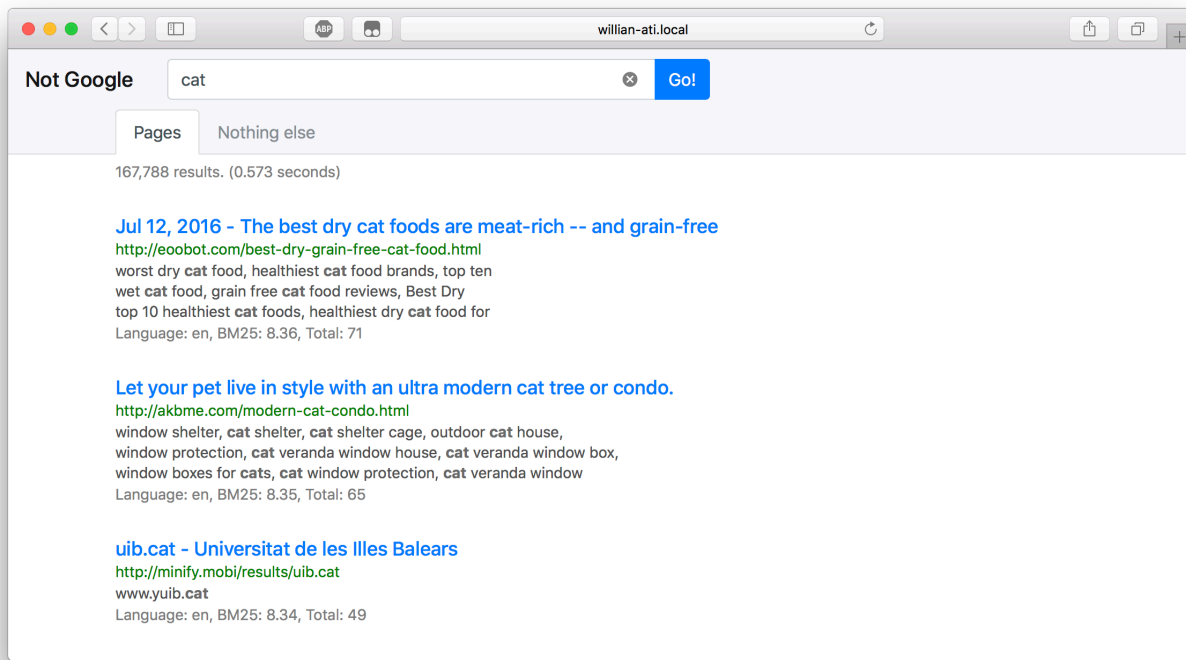 ABP
willian-ati.local
Not Google
cat
Go!
Pages
Nothing else
167,788 results. (0.573 seconds)
Jul 12, 2016 - The best dry cat foods are meat-rich -- and grain-free
http://eoobot.com/best-dry-grain-free-cat-food.html
worst dry cat food, healthiest cat food brands, top ten
wet cat food, grain free cat food reviews, Best Dry
top 10 healthiest cat foods, healthiest dry cat food for
Language: en, BM25: 8.36, Total: 71
Let your pet live in style with an ultra modern cat tree or condo.
http://akbme.com/modern-cat-condo.html
window shelter, cat shelter, cat shelter cage, outdoor cat house,
window protection, cat veranda window house, cat veranda window box,
window boxes for cats, cat window protection, cat veranda window
Language: en, BM25: 8.35, Total: 65
uib.cat - Universitat de les Illes Balears
http://minify.mobi/results/uib.cat
www.yuib.cat
Language: en, BM25: 8.34, Total: 49